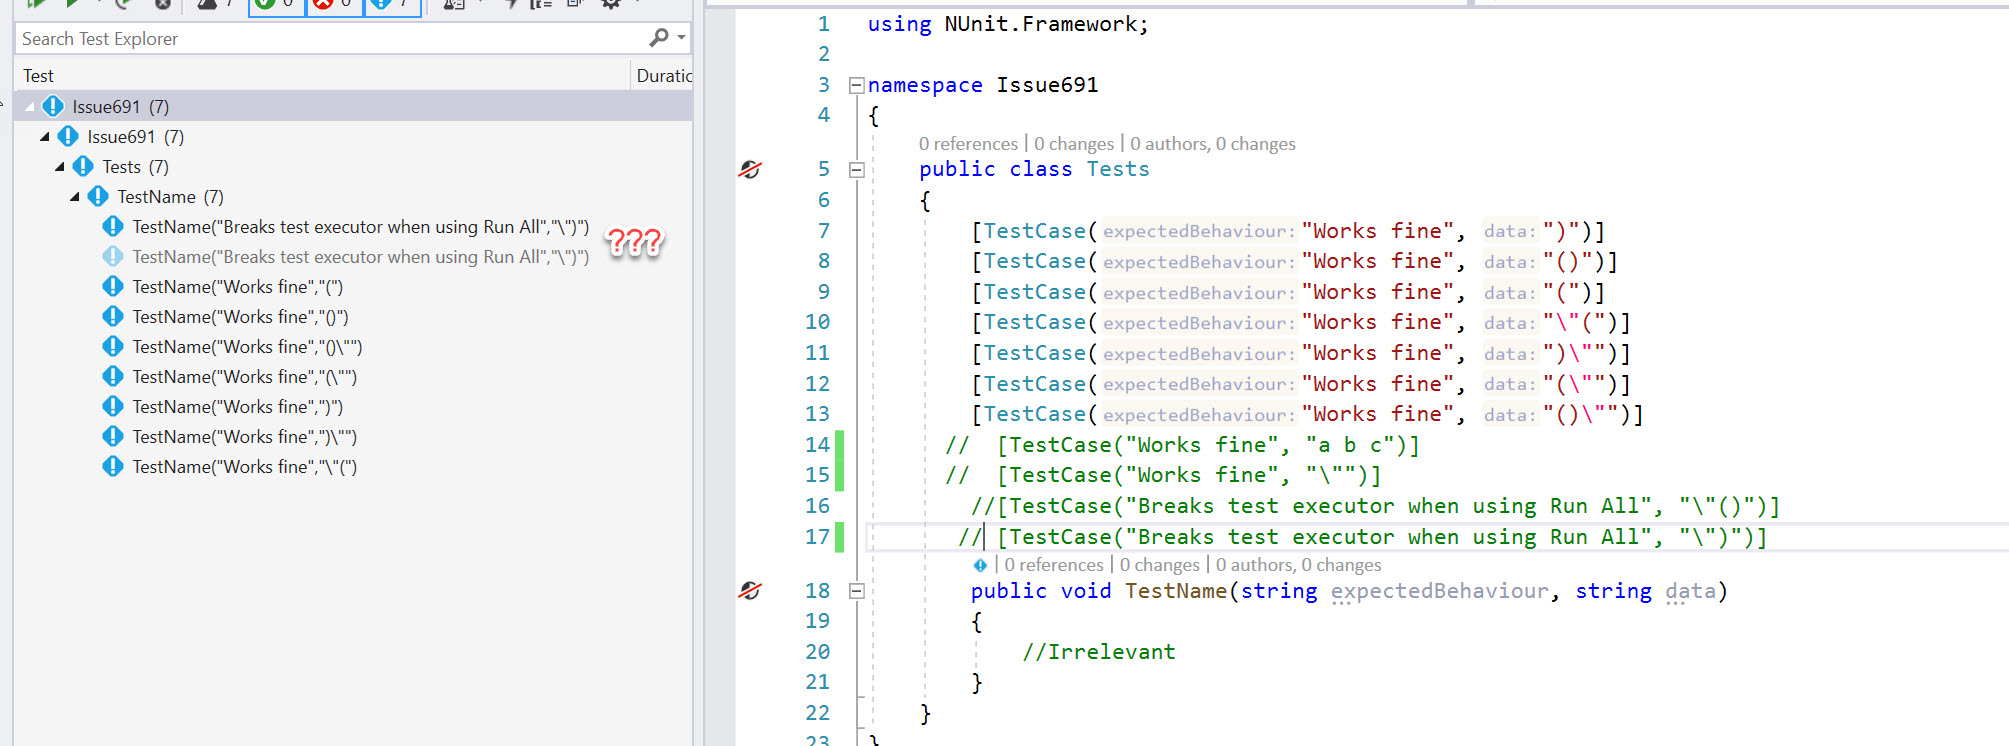 7
0
0
7
Search Test Explorer
Test
Duratic
Issue691 (7)
Issue691 (7)
Tests (7)
TestName (7)
TestName("Breaks test executor when using Run All","\")")
???
TestName("Breaks test executor when using Run All","\")")
TestName("Works fine","(")
TestName("Works fine","()")
TestName("Works fine","()\"")
TestName("Works fine","(\"")
TestName("Works fine",")")
TestName("Works fine",")\"")
TestName("Works fine","\"(")
1 using NUnit.Framework;
2
3 namespace Issue691
4 {
0 references | 0 changes | 0 authors, 0 changes
5 public class Tests
6 {
7 [TestCase(expectedBehaviour:"Works fine", data:")")]
8 [TestCase(expectedBehaviour:"Works fine", data:"()")]
9 [TestCase(expectedBehaviour:"Works fine", data:"(")]
10 [TestCase(expectedBehaviour:"Works fine", data:"\"(")]
11 [TestCase(expectedBehaviour:"Works fine", data:")\"")]
12 [TestCase(expectedBehaviour:"Works fine", data:"(\"")]
13 [TestCase(expectedBehaviour:"Works fine", data:"()\"")]
14 // [TestCase("Works fine", "a b c")]
15 // [TestCase("Works fine", "\"")]
16 //[TestCase("Breaks test executor when using Run All", "\"()")]
17 // [TestCase("Breaks test executor when using Run All", "\")")]
| 0 references | 0 changes | 0 authors, 0 changes
18 public void TestName(string expectedBehaviour, string data)
19 {
20 //Irrelevant
21 }
22 }
23 }